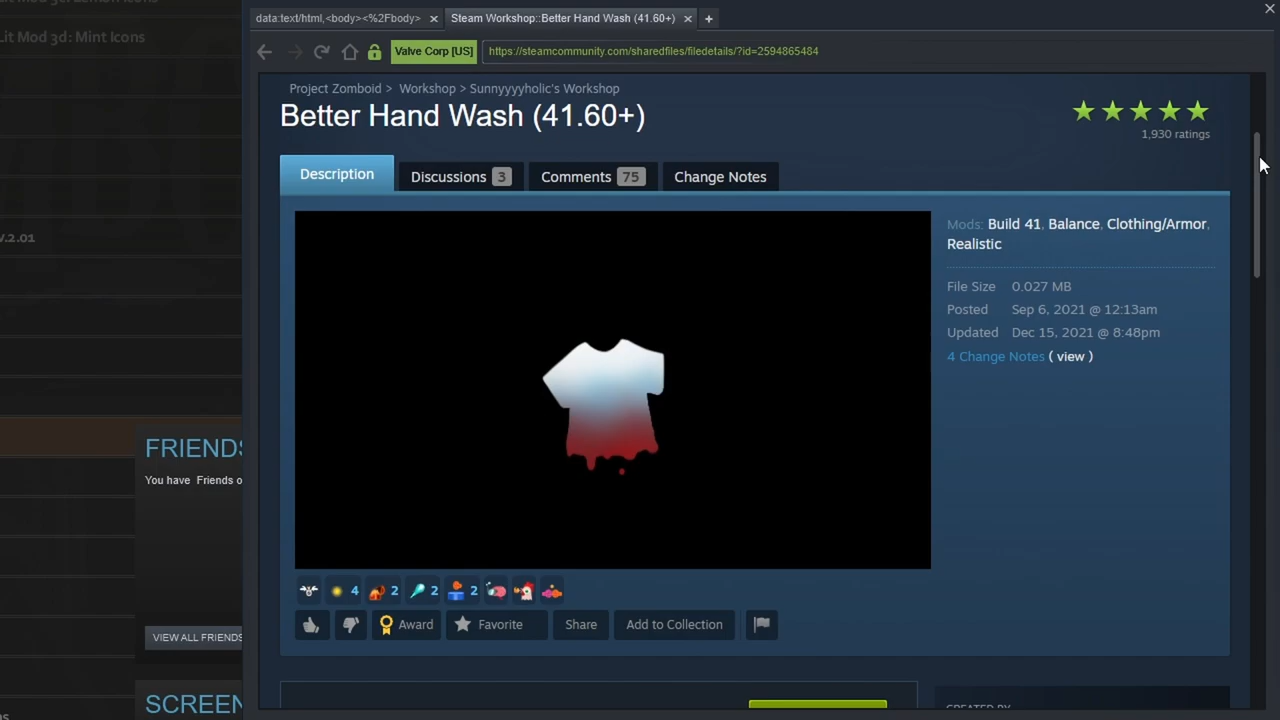 Lit Mod 3d: Mint Icons
V.2.01
FRIENDS
You have Friends o
VIEW ALL FRIENDS
SCREEN
data:text/html,<body><%2Fbody>
Steam Workshop::Better Hand Wash (41.60+)
Valve Corp [US]
https://steamcommunity.com/sharedfiles/filedetails/?id=2594865484
Project Zomboid > Workshop > Sunnyyyyholic's Workshop
Better Hand Wash (41.60+)
1,930 ratings
Description
Discussions 3
Comments 75
Change Notes
Mods: Build 41, Balance, Clothing/Armor,
Realistic
File Size 0.027 MB
Posted Sep 6, 2021 @ 12:13am
Updated Dec 15, 2021 @ 8:48pm
4 Change Notes ( view )
4 2 2 2
Award
Favorite
Share
Add to Collection
CREATED BY